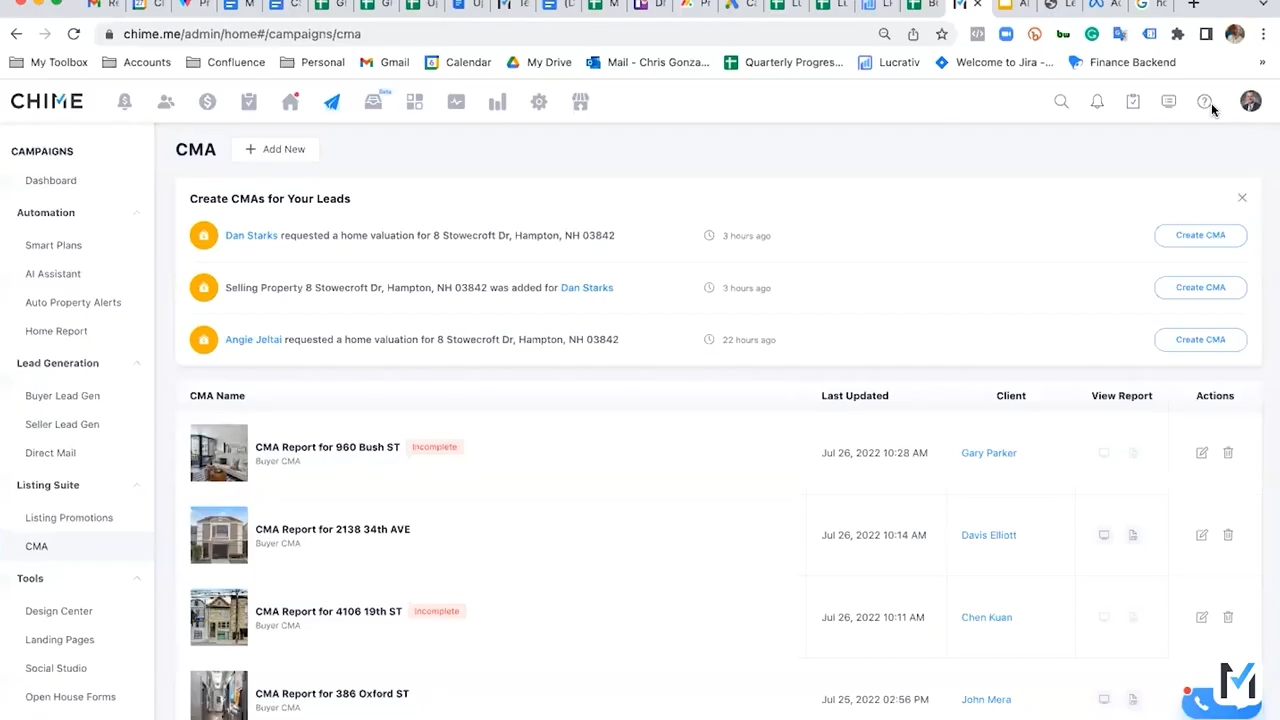 chime.me/admin/home#/campaigns/cma
My Toolbox Accounts Confluence Personal Gmail Calendar My Drive Mail - Chris Gonza... Quarterly Progres... Lucrativ Welcome to Jira -... Finance Backend »
CHIME Beta
CAMPAIGNS
Dashboard
Automation
Smart Plans
AI Assistant
Auto Property Alerts
Home Report
Lead Generation
Buyer Lead Gen
Seller Lead Gen
Direct Mail
Listing Suite
Listing Promotions
CMA
Tools
Design Center
Landing Pages
Social Studio
Open House Forms
CMA + Add New
Create CMAs for Your Leads
Dan Starks requested a home valuation for 8 Stowecroft Dr, Hampton, NH 03842 3 hours ago Create CMA
Selling Property 8 Stowecroft Dr, Hampton, NH 03842 was added for Dan Starks 3 hours ago Create CMA
Angie Jeltai requested a home valuation for 8 Stowecroft Dr, Hampton, NH 03842 22 hours ago Create CMA
CMA Name Last Updated Client View Report Actions
CMA Report for 960 Bush ST Incomplete
Buyer CMA
Jul 26, 2022 10:28 AM Gary Parker
CMA Report for 2138 34th AVE
Buyer CMA
Jul 26, 2022 10:14 AM Davis Elliott
CMA Report for 4106 19th ST Incomplete
Buyer CMA
Jul 26, 2022 10:11 AM Chen Kuan
CMA Report for 386 Oxford ST
Buyer CMA
Jul 25, 2022 02:56 PM John Mera